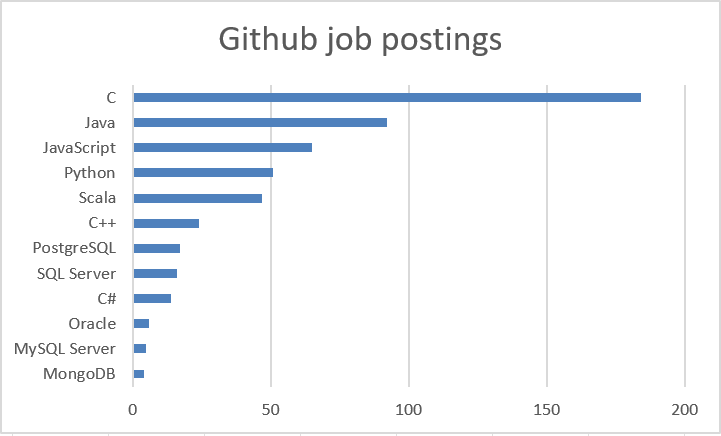 Github job postings
C
Java
JavaScript
Python
Scala
C++
PostgreSQL
SQL Server
C#
Oracle
MySQL Server
MongoDB
0 50 100 150 200